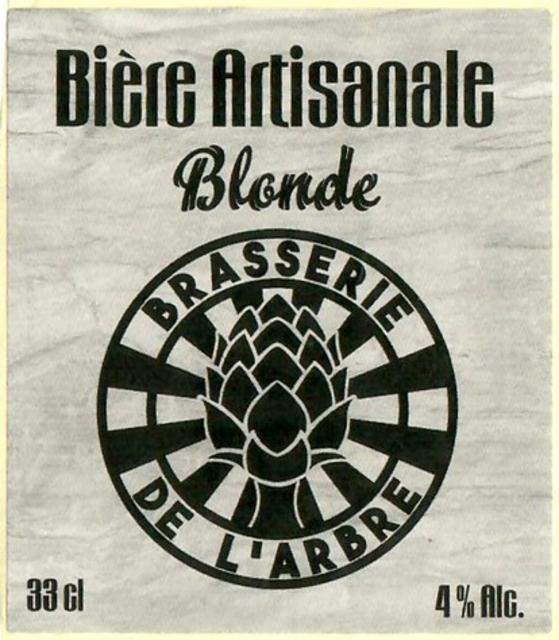 Bière Artisanale
Blonde
BRASSERIE
DE L'ARBRE
33 cl
4 % Alc.